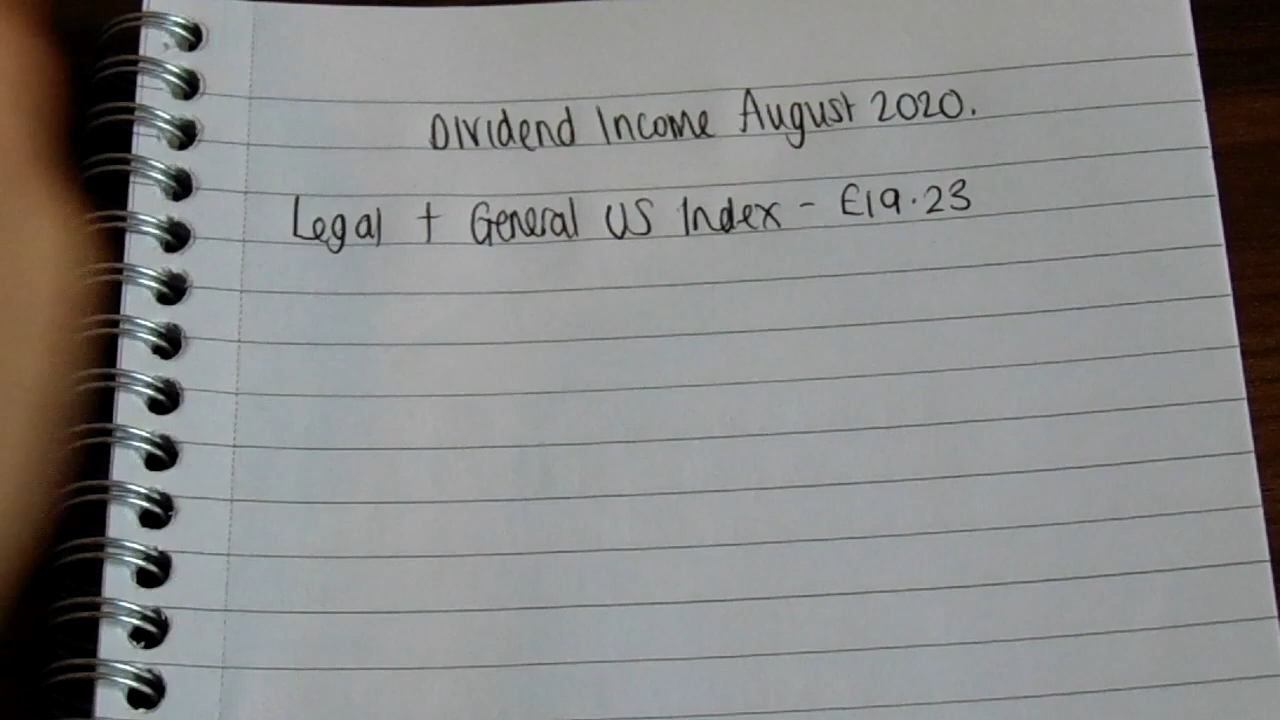 Dividend Income August 2020.
Legal + General US Index - £19.23